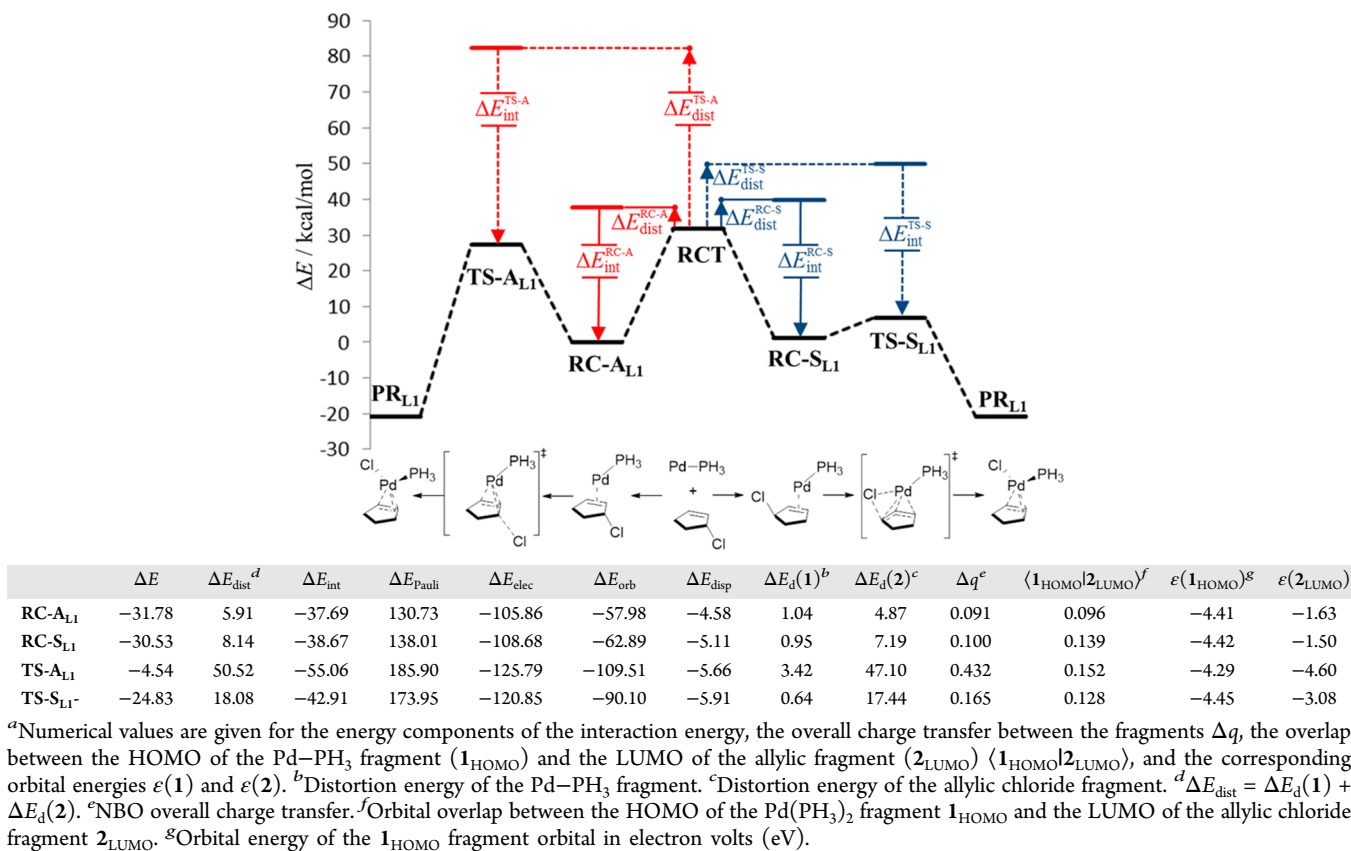 90
80
70
60
50
40
30
20
10
0
-10
-20
-30
ΔE / kcal/mol
ΔE_int^TS-A
ΔE_dist^TS-A
ΔE_dist^TS-S
ΔE_dist^RC-A
ΔE_dist^RC-S
ΔE_int^TS-S
ΔE_int^RC-A
RCT
ΔE_int^RC-S
TS-A_L1
RC-A_L1
RC-S_L1
TS-S_L1
PR_L1
PR_L1
Cl Pd PH3
PH3 ‡ Pd Cl
PH3 Pd Cl
Pd–PH3
+
Cl
PH3 Pd Cl
PH3 ‡ Cl Pd
Cl Pd PH3
ΔE ΔE_dist^d ΔE_int ΔE_Pauli ΔE_elec ΔE_orb ΔE_disp ΔE_d(1)^b ΔE_d(2)^c Δq^e ⟨1_HOMO|2_LUMO⟩^f ε(1_HOMO)^g ε(2_LUMO)
RC-A_L1 −31.78 5.91 −37.69 130.73 −105.86 −57.98 −4.58 1.04 4.87 0.091 0.096 −4.41 −1.63
RC-S_L1 −30.53 8.14 −38.67 138.01 −108.68 −62.89 −5.11 0.95 7.19 0.100 0.139 −4.42 −1.50
TS-A_L1 −4.54 50.52 −55.06 185.90 −125.79 −109.51 −5.66 3.42 47.10 0.432 0.152 −4.29 −4.60
TS-S_L1- −24.83 18.08 −42.91 173.95 −120.85 −90.10 −5.91 0.64 17.44 0.165 0.128 −4.45 −3.08
^aNumerical values are given for the energy components of the interaction energy, the overall charge transfer between the fragments Δq, the overlap
between the HOMO of the Pd−PH3 fragment (1_HOMO) and the LUMO of the allylic fragment (2_LUMO) ⟨1_HOMO|2_LUMO⟩, and the corresponding
orbital energies ε(1) and ε(2). ^bDistortion energy of the Pd−PH3 fragment. ^cDistortion energy of the allylic chloride fragment. ^dΔE_dist = ΔE_d(1) +
ΔE_d(2). ^eNBO overall charge transfer. ^fOrbital overlap between the HOMO of the Pd(PH3)2 fragment 1_HOMO and the LUMO of the allylic chloride
fragment 2_LUMO. ^gOrbital energy of the 1_HOMO fragment orbital in electron volts (eV).